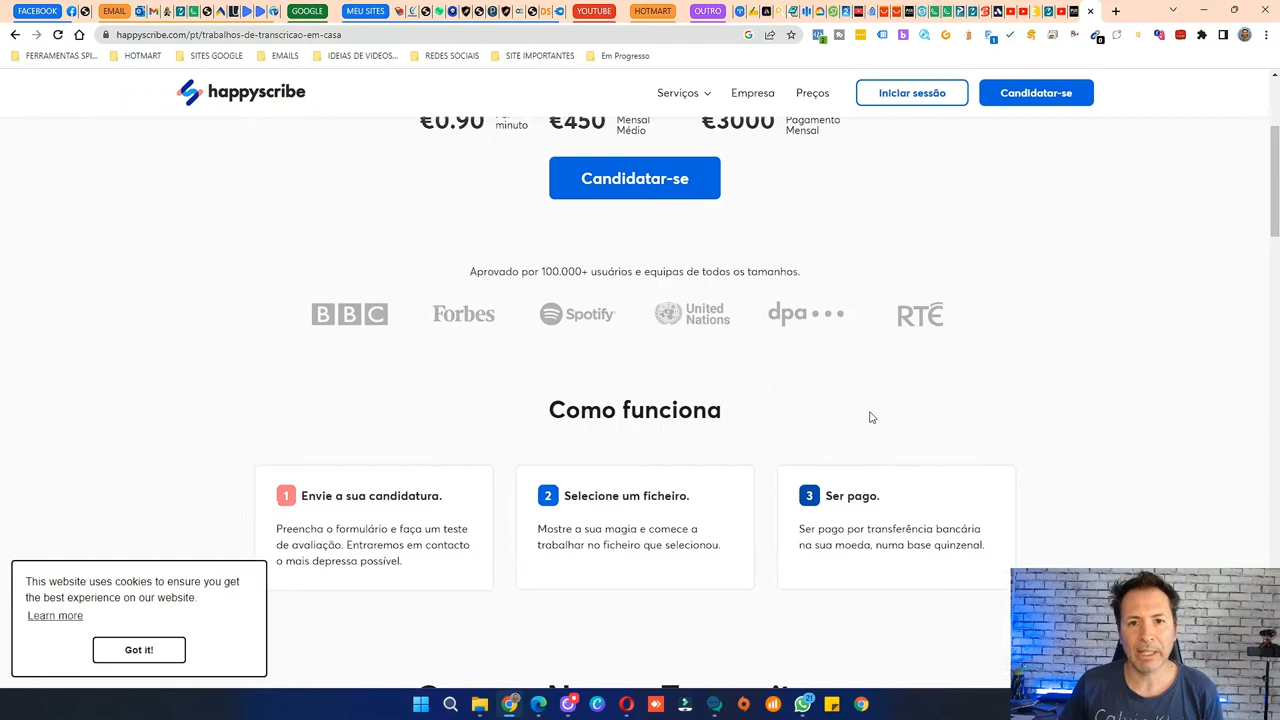 FACEBOOK
EMAIL
GOOGLE
MEU SITES
YOUTUBE
HOTMART
OUTRO
happyscribe.com/pt/trabalhos-de-transcricao-em-casa
FERRAMENTAS SPI...
HOTMART
SITES GOOGLE
EMAILS
IDEIAS DE VIDEOS...
REDES SOCIAIS
SITE IMPORTANTES
Em Progresso
happyscribe
Serviços
Empresa
Preços
Iniciar sessão
Candidatar-se
€0.90 minuto
€450 Mensal
Médio
€3000 Pagamento
Mensal
Candidatar-se
Aprovado por 100.000+ usuários e equipas de todos os tamanhos.
BBC
Forbes
Spotify
United
Nations
dpa
RTÉ
Como funciona
1 Envie a sua candidatura.
Preencha o formulário e faça um teste
de avaliação. Entraremos em contacto
o mais depressa possível.
2 Selecione um ficheiro.
Mostre a sua magia e comece a
trabalhar no ficheiro que selecionou.
3 Ser pago.
Ser pago por transferência bancária
na sua moeda, numa base quinzenal.
This website uses cookies to ensure you get
the best experience on our website.
Learn more
Got it!